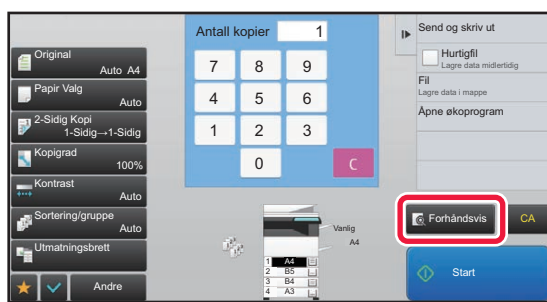 Antall kopier 1
Original
Auto A4
Papir Valg
Auto
2-Sidig Kopi
1-Sidig→1-Sidig
Kopigrad
100%
Kontrast
Auto
Sortering/gruppe
Auto
Utmatningsbrett
Andre
7 8 9
4 5 6
1 2 3
0 C
Vanlig
A4
1 A4
2 B5
3 B4
4 A3
Send og skriv ut
Hurtigfil
Lagre data midlertidig
Fil
Lagre data i mappe
Åpne økoprogram
Forhåndsvis
CA
Start